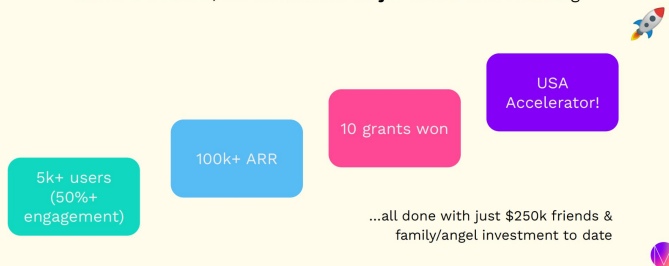 USA
Accelerator!
10 grants won
100k+ ARR
5k+ users
(50%+
engagement)
...all done with just $250k friends &
family/angel investment to date